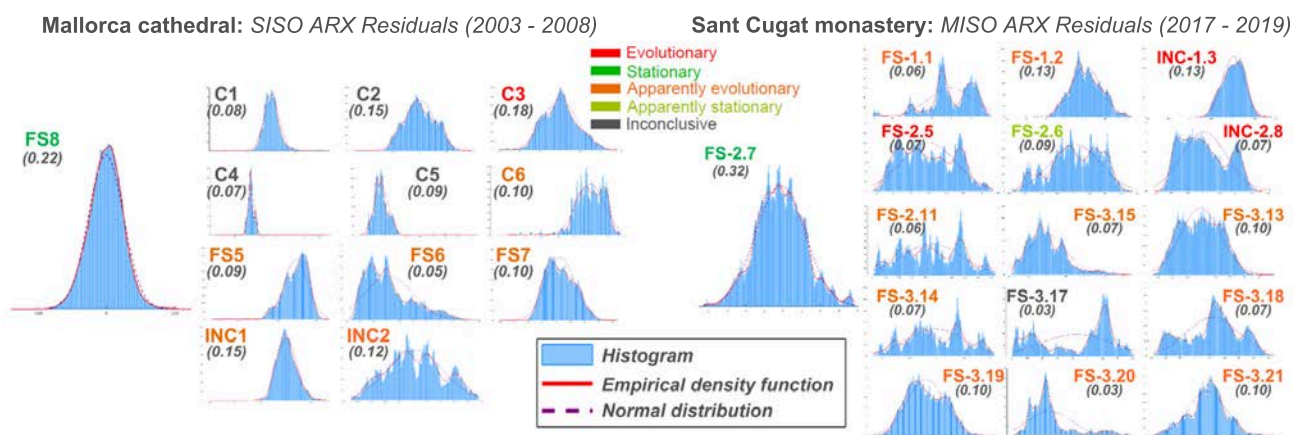 Mallorca cathedral: SISO ARX Residuals (2003 - 2008)
Sant Cugat monastery: MISO ARX Residuals (2017 - 2019)
Evolutionary
Stationary
Apparently evolutionary
Apparently stationary
Inconclusive
FS8
(0.22)
C1
(0.08)
C2
(0.15)
C3
(0.18)
C4
(0.07)
C5
(0.09)
C6
(0.10)
FS5
(0.09)
FS6
(0.05)
FS7
(0.10)
INC1
(0.15)
INC2
(0.12)
Histogram
Empirical density function
Normal distribution
FS-2.7
(0.32)
FS-1.1
(0.06)
FS-1.2
(0.13)
INC-1.3
(0.13)
FS-2.5
(0.07)
FS-2.6
(0.09)
INC-2.8
(0.07)
FS-2.11
(0.06)
FS-3.15
(0.07)
FS-3.13
(0.10)
FS-3.14
(0.07)
FS-3.17
(0.03)
FS-3.18
(0.07)
FS-3.19
(0.10)
FS-3.20
(0.03)
FS-3.21
(0.10)